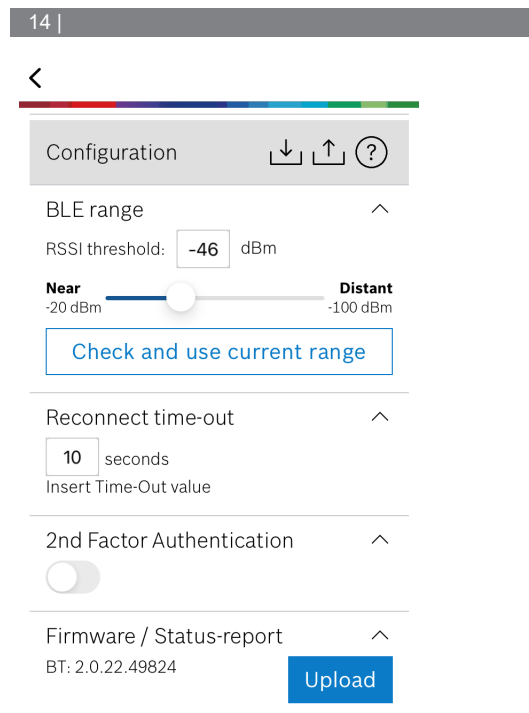 14 |
Configuration ?
BLE range
RSSI threshold: -46 dBm
Near Distant
-20 dBm -100 dBm
Check and use current range
Reconnect time-out
10 seconds
Insert Time-Out value
2nd Factor Authentication
Firmware / Status-report
BT: 2.0.22.49824
Upload